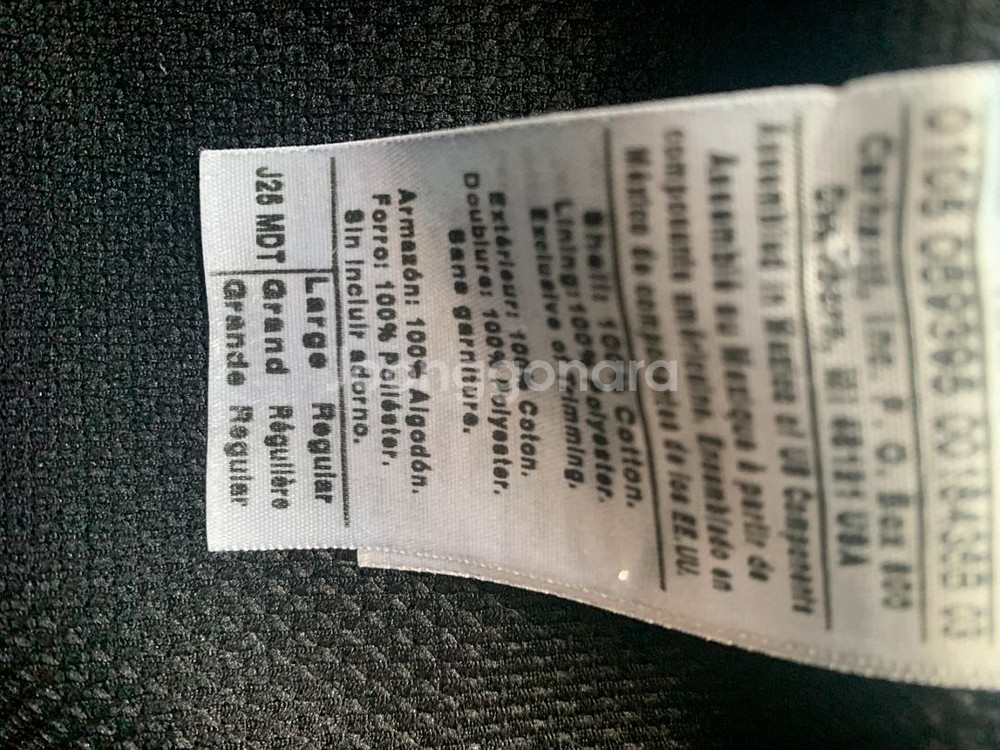 Carhartt, Inc. P. O. Box 600
Dearborn, MI 48121 USA
Assembled in Mexico of US Components
Assemblé au Mexique à partir de
composants américains. Ensamblado en
México de componentes de los EE.UU.
Shell: 100% Cotton.
Lining: 100% Polyester.
Exclusive of Trimming.
Extérieur: 100% Coton.
Doublure: 100% Polyester.
Sans garniture.
Armazón: 100% Algodón.
Forro: 100% Poliéster.
Sin incluir adorno.
Large Regular
J28 MDT Grand Régulière
Grande Regular